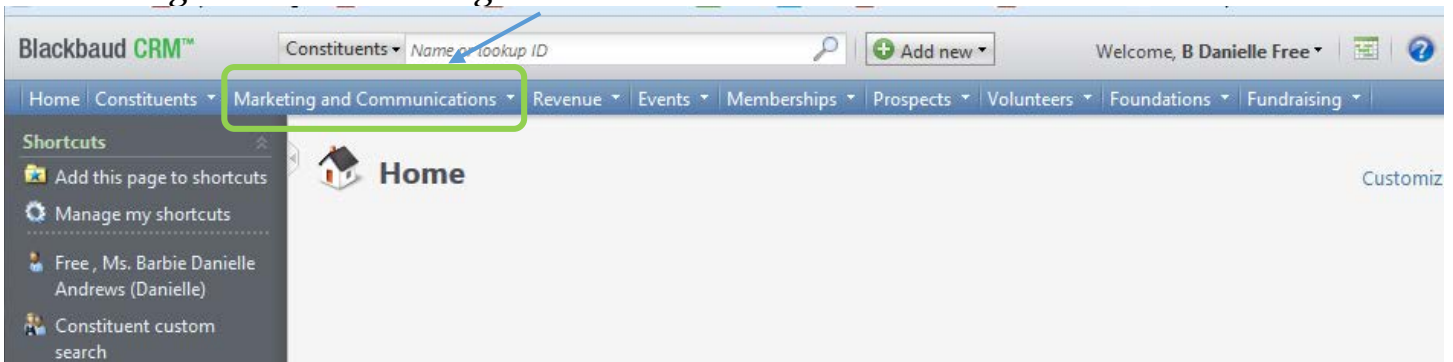 Blackbaud CRM™
Constituents Name or lookup ID
Add new
Welcome, B Danielle Free
Home Constituents Marketing and Communications Revenue Events Memberships Prospects Volunteers Foundations Fundraising
Shortcuts
Add this page to shortcuts
Manage my shortcuts
Free , Ms. Barbie Danielle
Andrews (Danielle)
Constituent custom
search
Home
Customiz